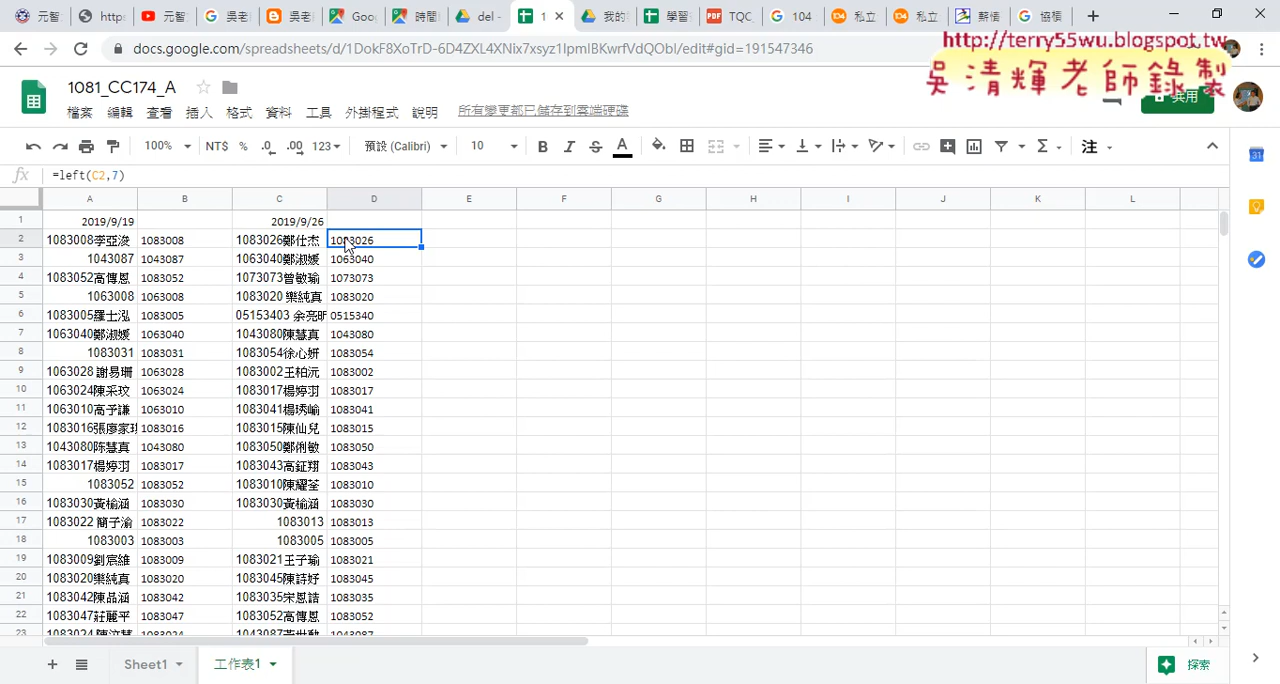 元智 https 元智 吳老 吳老 Goo 時間 del - 1 我的 學習 TQC_ 104 私立 私立 蔡悟 協槓
docs.google.com/spreadsheets/d/1DokF8XoTrD-6D4ZXL4XNix7xsyz1IpmlBKwrfVdQObI/edit#gid=191547346
http://terry55wu.blogspot.tw
吳清輝老師錄製
1081_CC174_A
共用
檔案 編輯 查看 插入 格式 資料 工具 外掛程式 說明 所有變更都已儲存到雲端硬碟
100% NT$ % .0 .00 123 預設 (Calibri) 10 B I S A Σ 注
fx =left(C2,7)
A B C D E F G H I J K L
1 2019/9/19 2019/9/26
2 1083008李亞浚 1083008 1083026鄭仕杰 1083026
3 1043087 1043087 1063040鄭淑媛 1063040
4 1083052高傳恩 1083052 1073073曾敏瑜 1073073
5 1063008 1063008 1083020 樂純真 1083020
6 1083005羅士泓 1083005 05153403 余亮 0515340
7 1063040鄭淑媛 1063040 1043080陳慧真 1043080
8 1083031 1083031 1083054徐心妍 1083054
9 1063028 謝易珊 1063028 1083002王柏沅 1083002
10 1063024陳采玟 1063024 1083017楊婷羽 1083017
11 1063010高予謙 1063010 1083041楊琇崳 1083041
12 1083016張廖家 1083016 1083015陳仙兒 1083015
13 1043080陈慧真 1043080 1083050鄭俐敏 1083050
14 1083017楊婷羽 1083017 1083043高鉦翔 1083043
15 1083052 1083052 1083010陳耀荃 1083010
16 1083030黃榆涵 1083030 1083030黃榆涵 1083030
17 1083022 簡子渝 1083022 1083013 1083013
18 1083003 1083003 1083005 1083005
19 1083009劉宸維 1083009 1083021王子瑜 1083021
20 1083020樂純真 1083020 1083045陳詩妤 1083045
21 1083042陳品涵 1083042 1083035宋恩誥 1083035
22 1083047莊麗平 1083047 1083052高傳恩 1083052
23 1083024 1083024 1043087 1043087
Sheet1 工作表1 探索